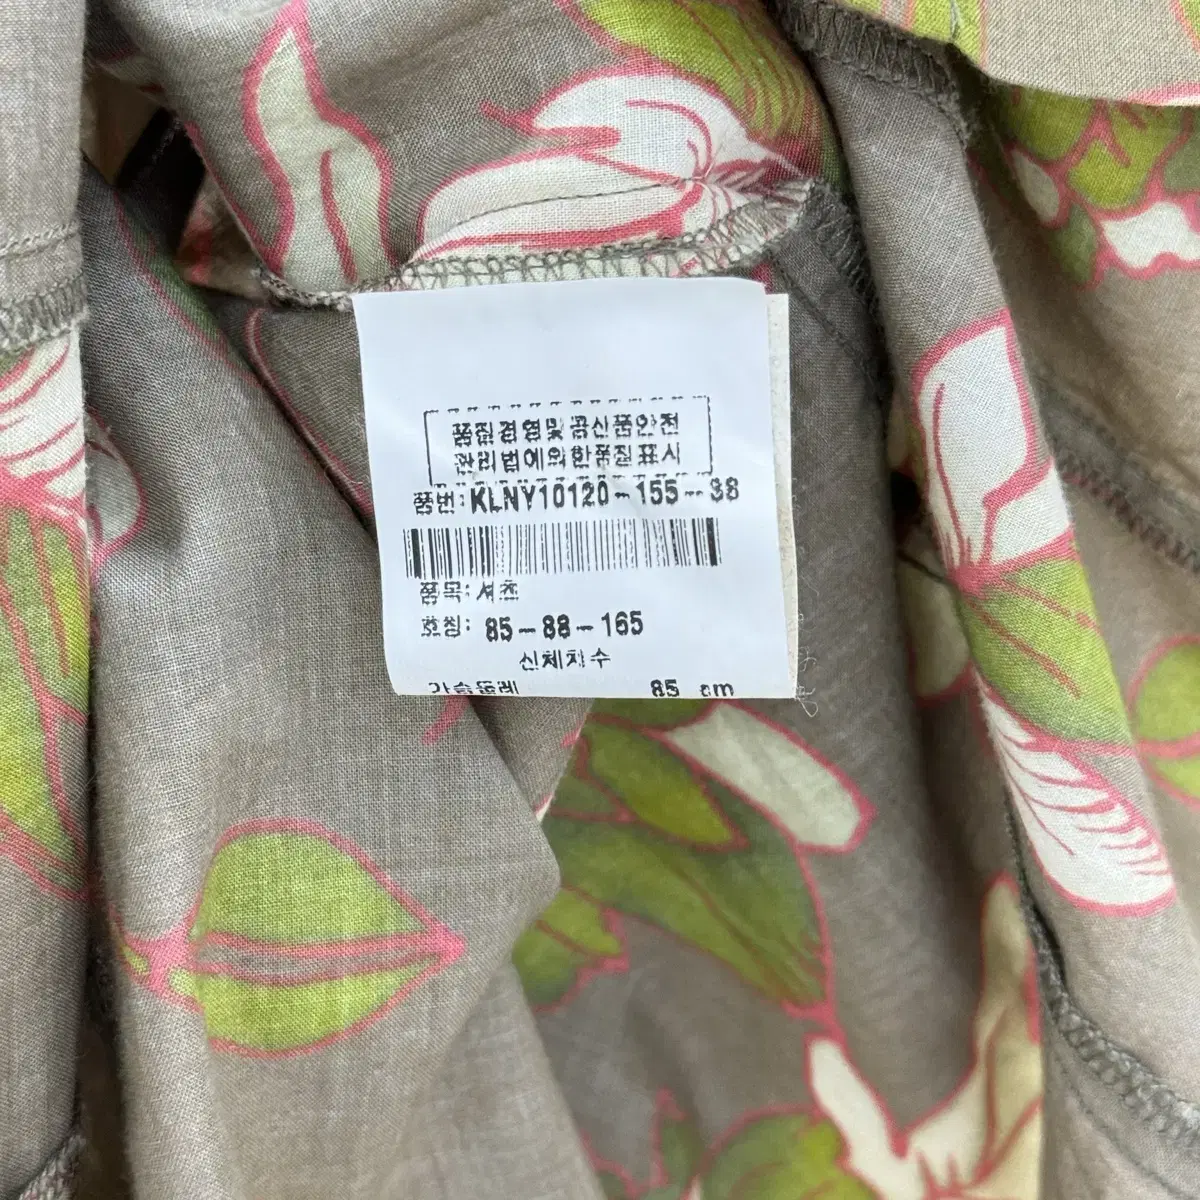 품질경영및공산품안전
관리법에의한품질표시
품번:KLNY10120-155-88
품목:셔츠
호칭: 85-88-165
신체치수
가슴둘레 85 cm